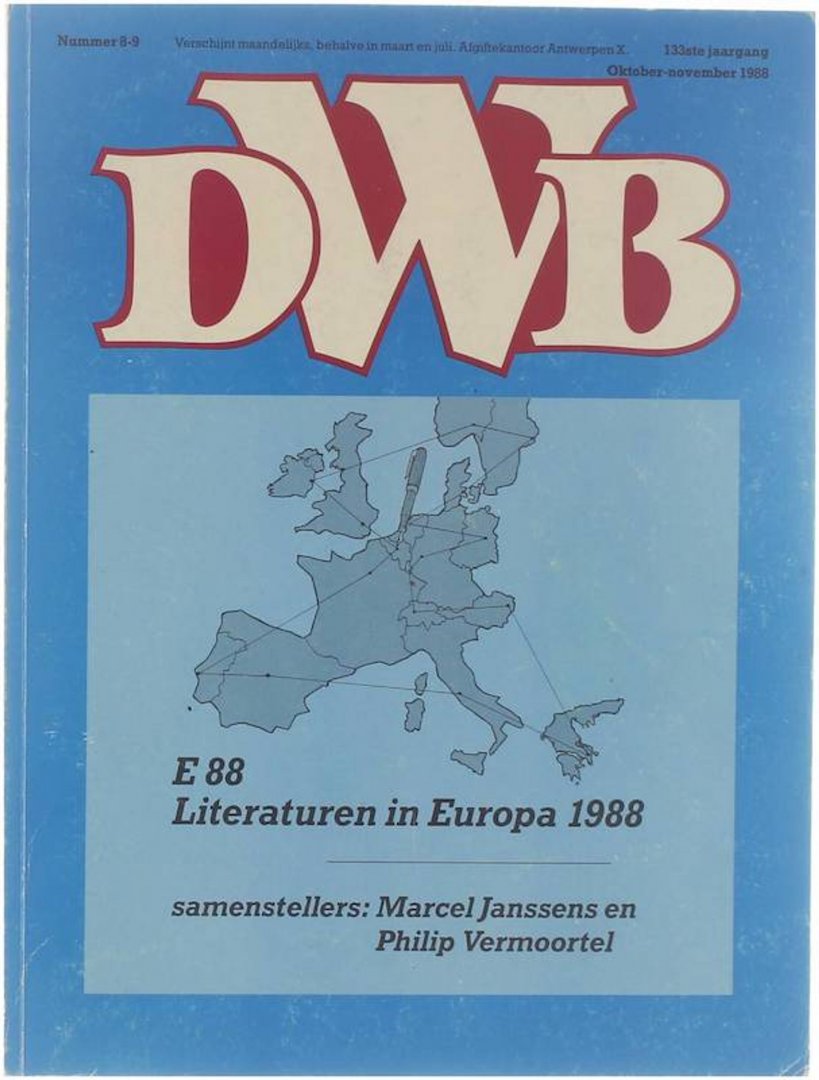 Nummer 8-9
Verschijnt maandelijks, behalve in maart en juli. Afgiftekantoor Antwerpen X.
133ste jaargang
Oktober-november 1988
DWB
E 88
Literaturen in Europa 1988
samenstellers: Marcel Janssens en
Philip Vermoortel